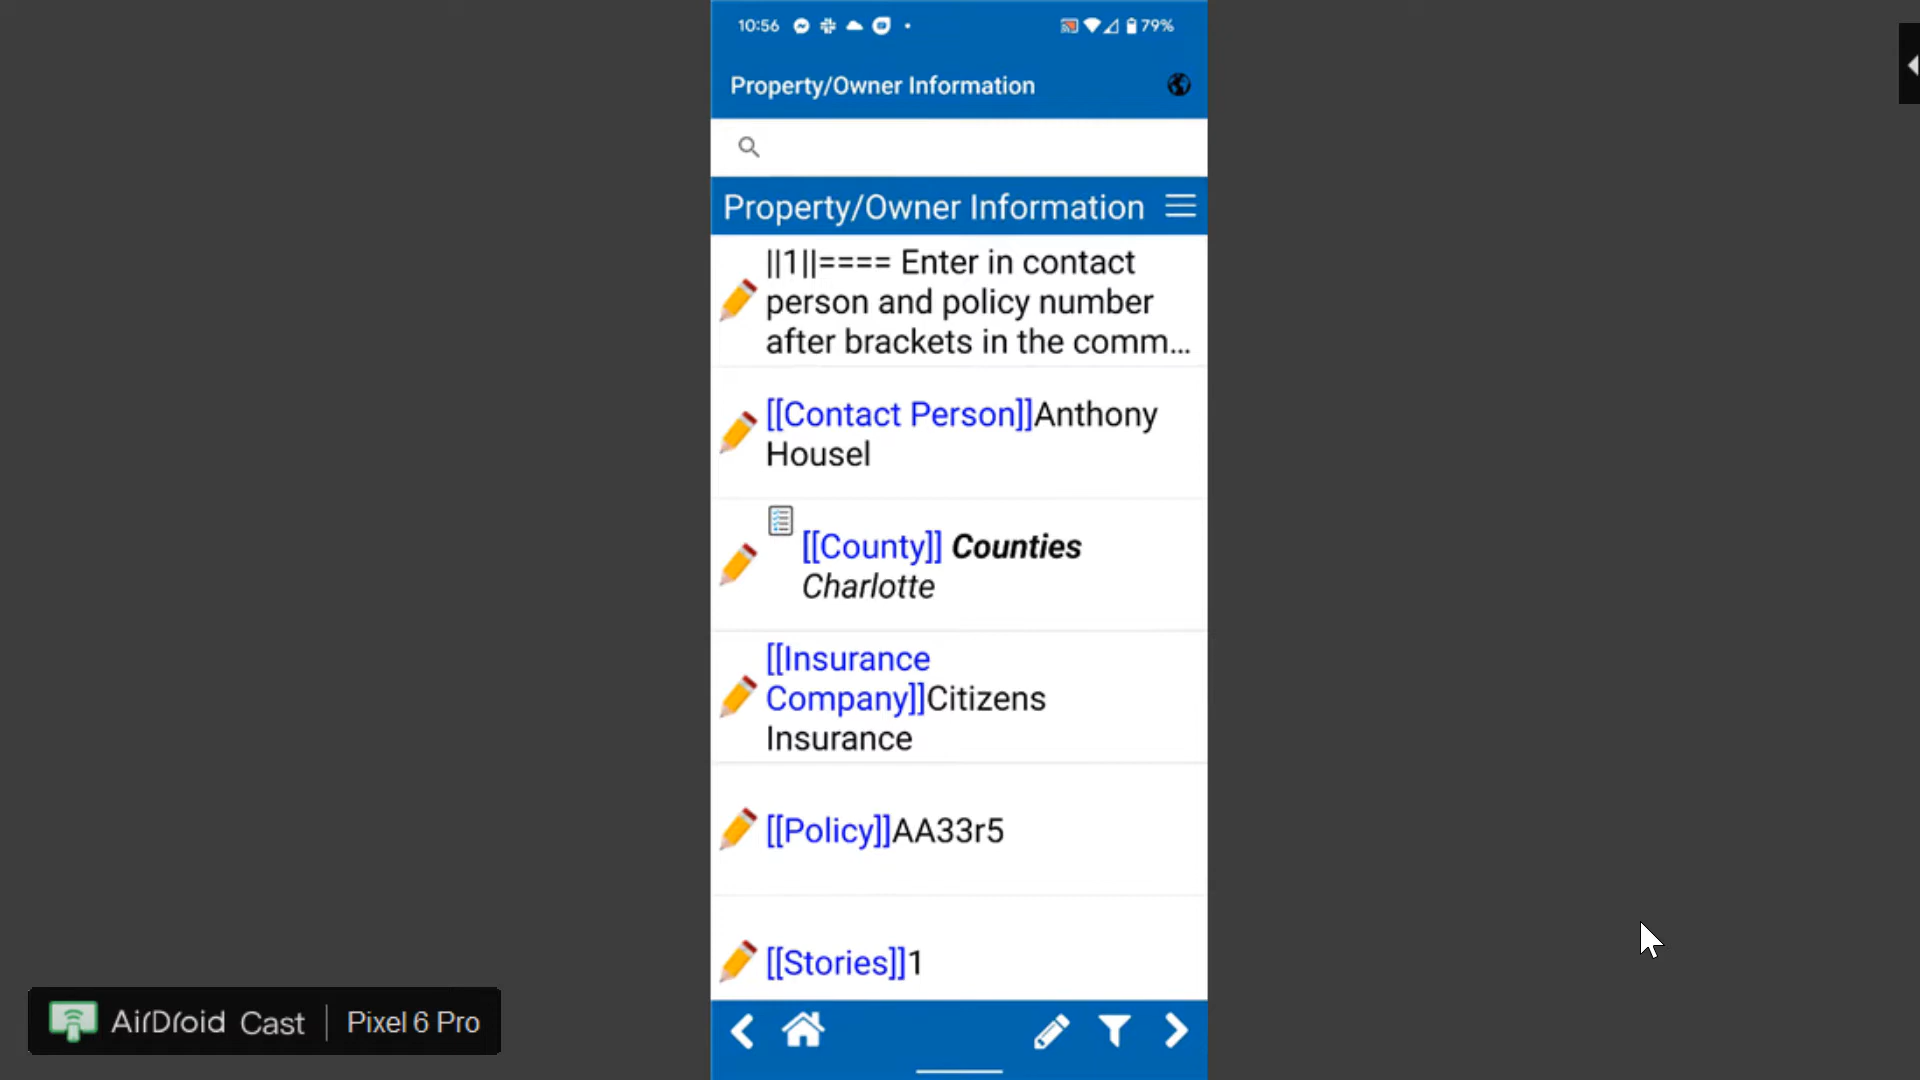 10:56
79%
Property/Owner Information
Property/Owner Information
||1||==== Enter in contact
person and policy number
after brackets in the comm...
[[Contact Person]]Anthony
Housel
[[County]] Counties
Charlotte
[[Insurance
Company]]Citizens
Insurance
[[Policy]]AA33r5
[[Stories]]1
AirDroid Cast | Pixel 6 Pro